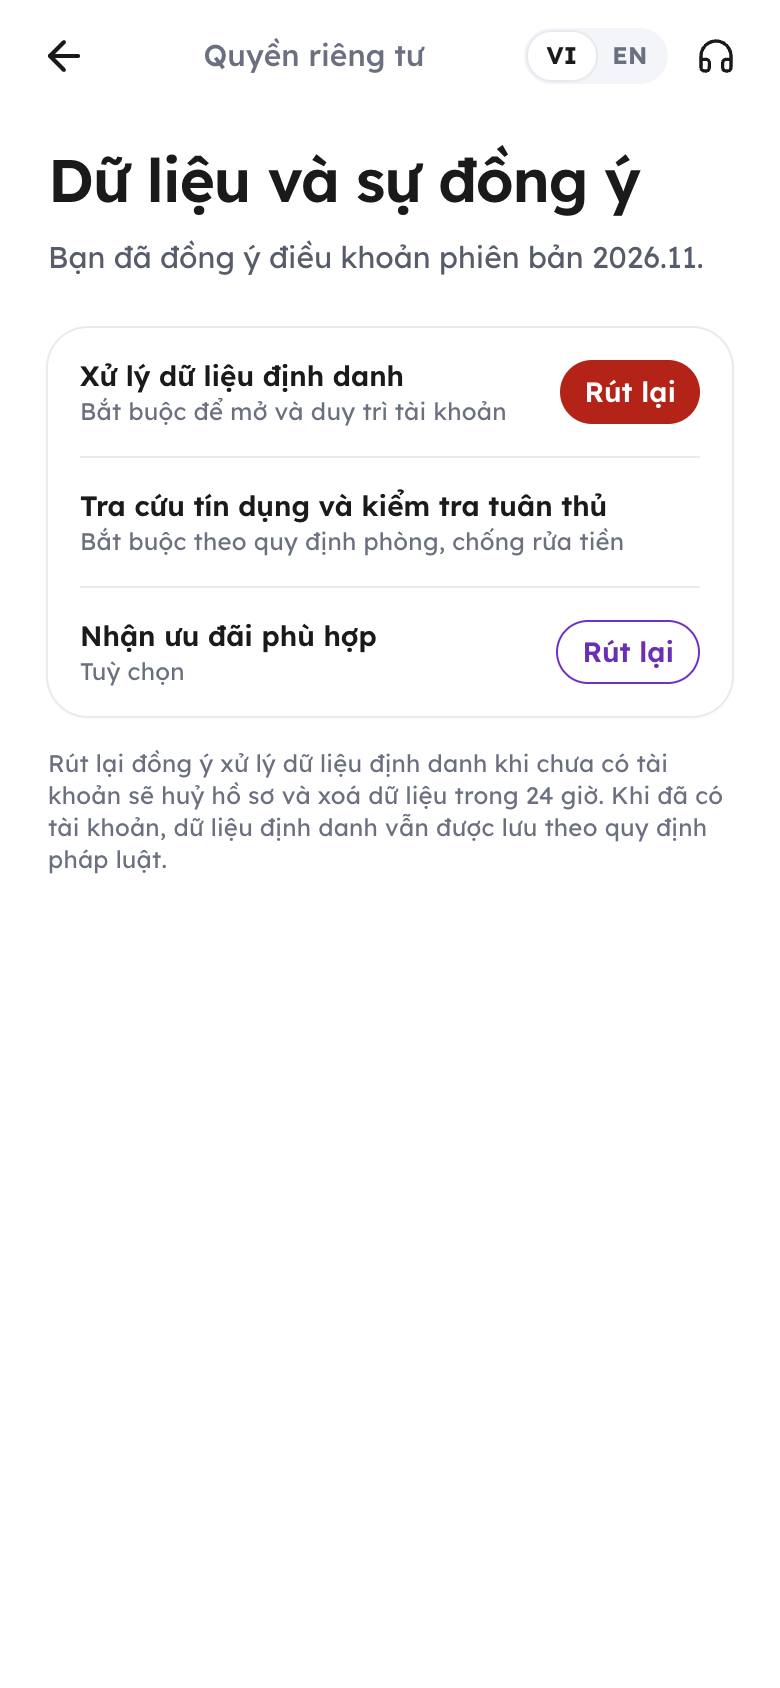 Quyền riêng tư
VI
EN
Dữ liệu và sự đồng ý
Bạn đã đồng ý điều khoản phiên bản 2026.11.
Xử lý dữ liệu định danh
Bắt buộc để mở và duy trì tài khoản
Rút lại
Tra cứu tín dụng và kiểm tra tuân thủ
Bắt buộc theo quy định phòng, chống rửa tiền
Nhận ưu đãi phù hợp
Tuỳ chọn
Rút lại
Rút lại đồng ý xử lý dữ liệu định danh khi chưa có tài
khoản sẽ huỷ hồ sơ và xoá dữ liệu trong 24 giờ. Khi đã có
tài khoản, dữ liệu định danh vẫn được lưu theo quy định
pháp luật.